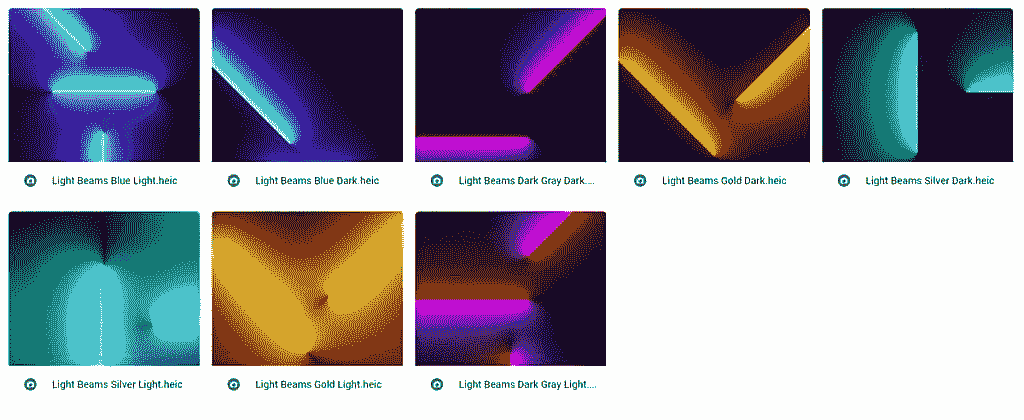 Light Beams Blue Light.heic
Light Beams Blue Dark.heic
Light Beams Dark Gray Dark....
Light Beams Gold Dark.heic
Light Beams Silver Dark.heic
Light Beams Silver Light.heic
Light Beams Gold Light.heic
Light Beams Dark Gray Light....